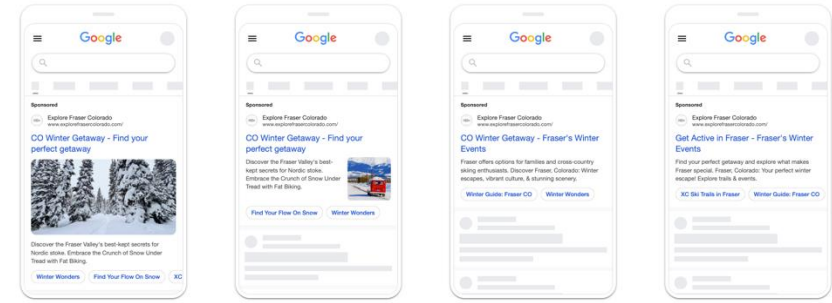 Google
Sponsored
Explore Fraser Colorado
www.explorefrasercolorado.com/
CO Winter Getaway - Find your
perfect getaway
Discover the Fraser Valley's best-kept secrets for
Nordic stoke. Embrace the Crunch of Snow Under
Tread with Fat Biking.
Winter Wonders
Find Your Flow On Snow
XC
Google
Sponsored
Explore Fraser Colorado
www.explorefrasercolorado.com/
CO Winter Getaway - Find your
perfect getaway
Discover the Fraser Valley's best-
kept secrets for Nordic stoke.
Embrace the Crunch of Snow Under
Tread with Fat Biking.
Find Your Flow On Snow
Winter Wonders
Google
Sponsored
Explore Fraser Colorado
www.explorefrasercolorado.com/
CO Winter Getaway - Fraser's Winter
Events
Fraser offers options for families and cross-country
skiing enthusiasts. Discover Fraser, Colorado: Winter
escapes, vibrant culture, & stunning scenery.
Winter Guide: Fraser CO
Winter Wonders
Google
Sponsored
Explore Fraser Colorado
www.explorefrasercolorado.com/
Get Active in Fraser - Fraser's Winter
Events
Find your perfect getaway and explore what makes
Fraser special. Fraser, Colorado: Your perfect winter
escape! Explore trails & events.
XC Ski Trails in Fraser
Winter Guide: Fraser CO